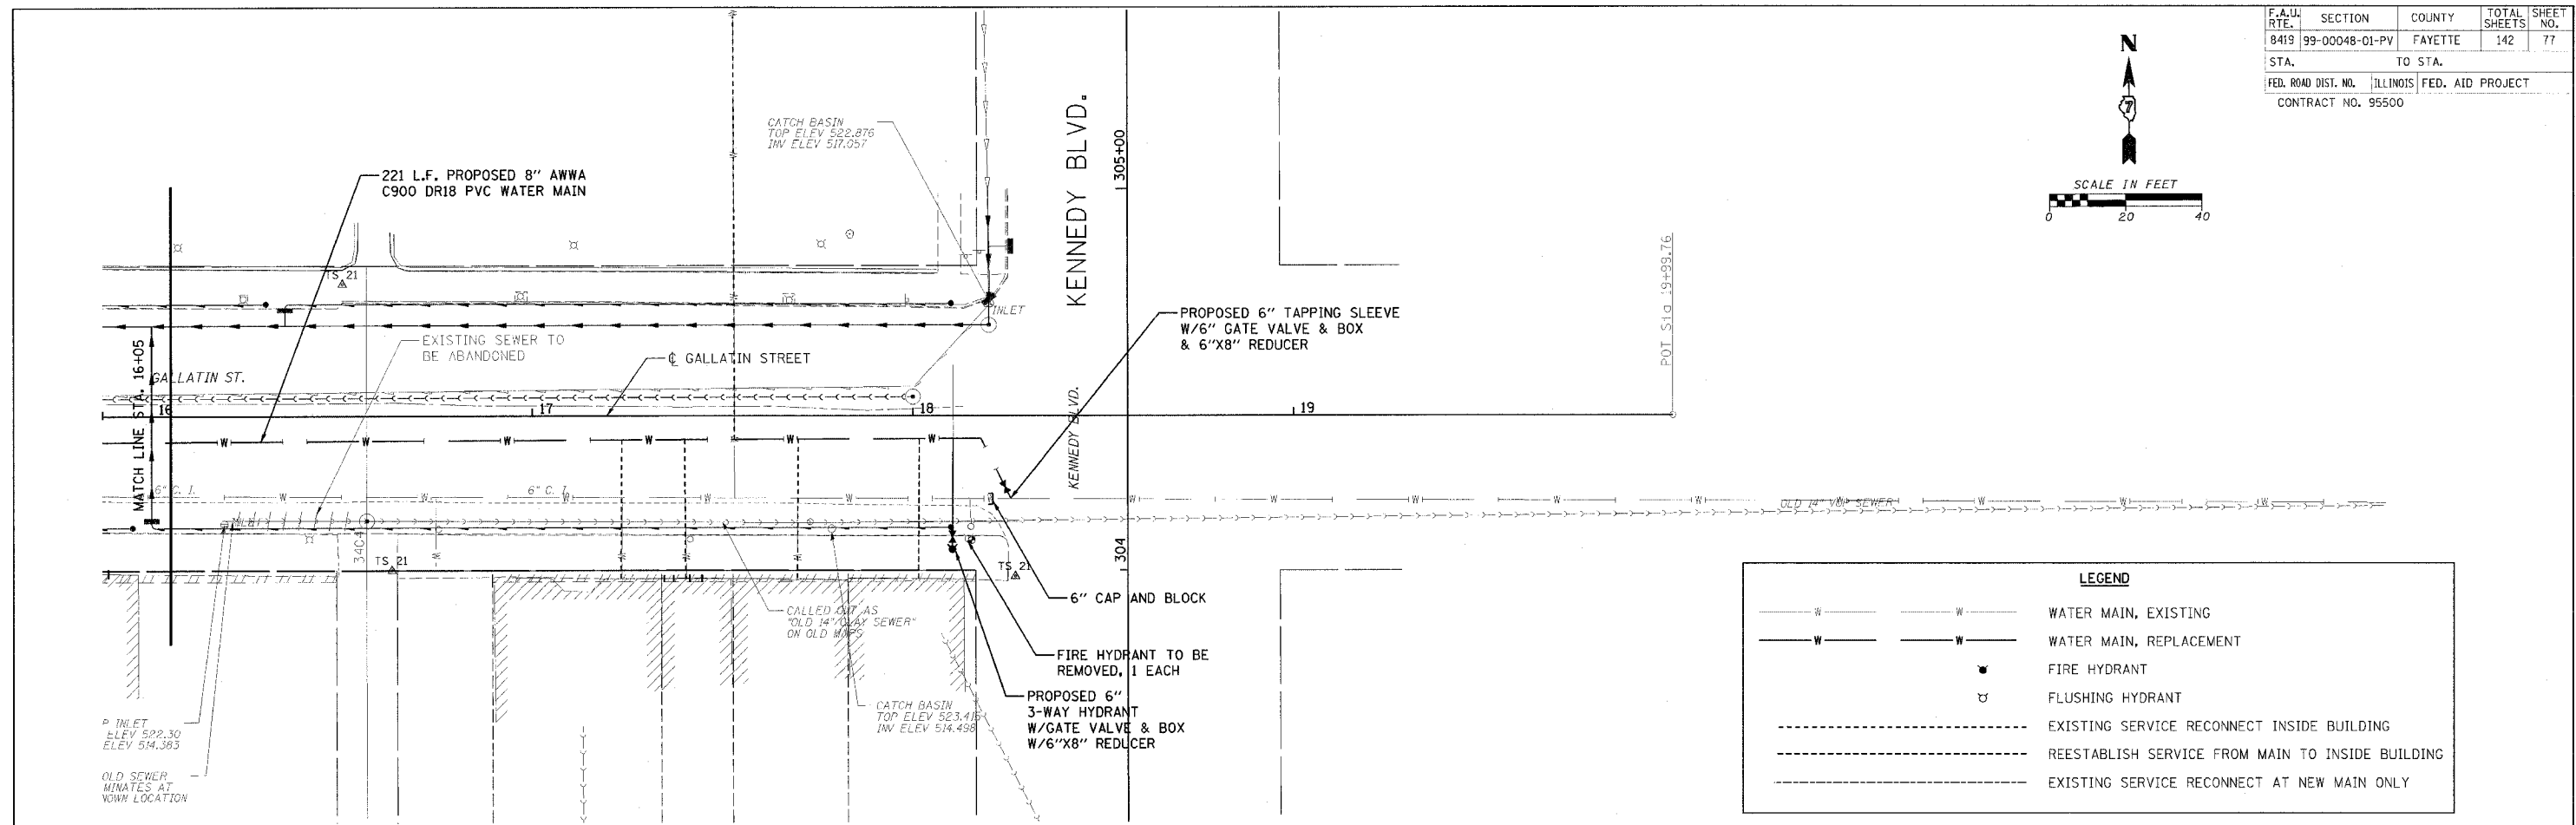 F.A.U. RTE. SECTION COUNTY TOTAL SHEETS SHEET NO.
8419 99-00048-01-PV FAYETTE 142 77
STA. TO STA.
FED. ROAD DIST. NO. ILLINOIS FED. AID PROJECT
CONTRACT NO. 95500
N
7
SCALE IN FEET
0 20 40
CATCH BASIN
TOP ELEV 522.876
INV ELEV 517.057
KENNEDY BLVD.
305+00
221 L.F. PROPOSED 8" AWWA
C900 DR18 PVC WATER MAIN
TS 21
INLET
PROPOSED 6" TAPPING SLEEVE
W/6" GATE VALVE & BOX
& 6"X8" REDUCER
POT Sta 19+99.76
EXISTING SEWER TO
BE ABANDONED
℄ GALLATIN STREET
MATCH LINE STA. 16+05
GALLATIN ST.
16 17 18 19
W W W W W W
KENNEDY BLVD.
6" C. I.
6" C. I.
W W W W W W W W W W W W W
OLD 14" VCP SEWER
INLET
3404
TS 21
304
TS 21
6" CAP AND BLOCK
CALLED OUT AS
"OLD 14" CLAY SEWER"
ON OLD MAPS
FIRE HYDRANT TO BE
REMOVED, 1 EACH
PROPOSED 6"
3-WAY HYDRANT
W/GATE VALVE & BOX
W/6"X8" REDUCER
CATCH BASIN
TOP ELEV 523.416
INV ELEV 514.498
P INLET
ELEV 522.30
ELEV 514.383
OLD SEWER
MINATES AT
NOWN LOCATION
LEGEND
W W WATER MAIN, EXISTING
W W WATER MAIN, REPLACEMENT
FIRE HYDRANT
FLUSHING HYDRANT
EXISTING SERVICE RECONNECT INSIDE BUILDING
REESTABLISH SERVICE FROM MAIN TO INSIDE BUILDING
EXISTING SERVICE RECONNECT AT NEW MAIN ONLY